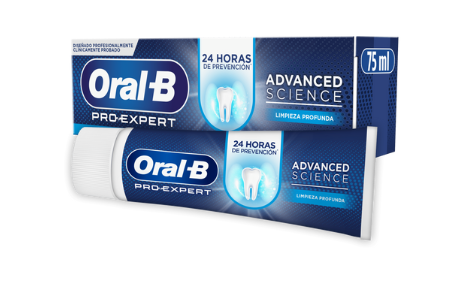 DISEÑADO PROFESIONALMENTE
CLÍNICAMENTE PROBADO
Oral-B
PRO-EXPERT
24 HORAS
DE PREVENCIÓN
ADVANCED
SCIENCE
LIMPIEZA PROFUNDA
75 ml
Oral-B
PRO-EXPERT
24 HORAS
DE PREVENCIÓN
ADVANCED
SCIENCE
LIMPIEZA PROFUNDA